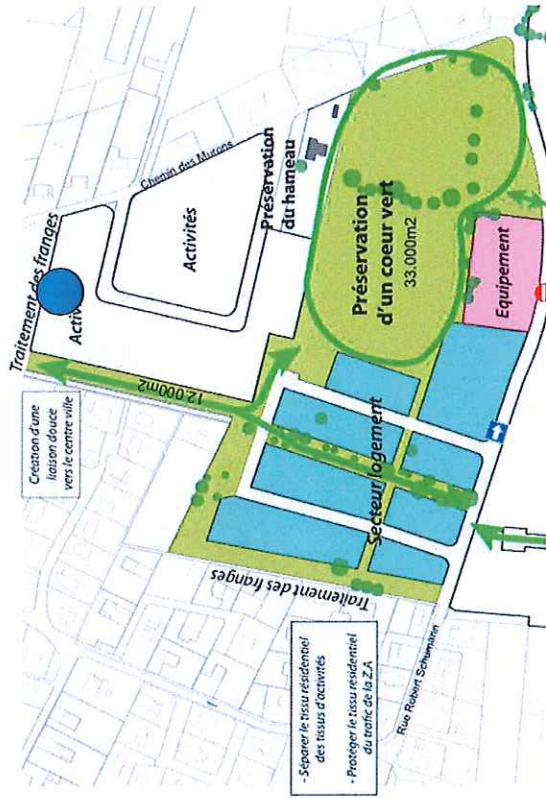 Traitement des franges
Activ
Chemin des Murons
Activités
Création d'une
liaison douce
vers le centre ville
12.000m2
Préservation
du hameau
Préservation
d'un coeur vert
33.000m2
Equipement
Secteur logement
Traitement des franges
- Séparer le tissu résidentiel
des tissus d'activités
- Protéger le tissu résidentiel
du trafic de la Z.A
Rue Robert Schumann